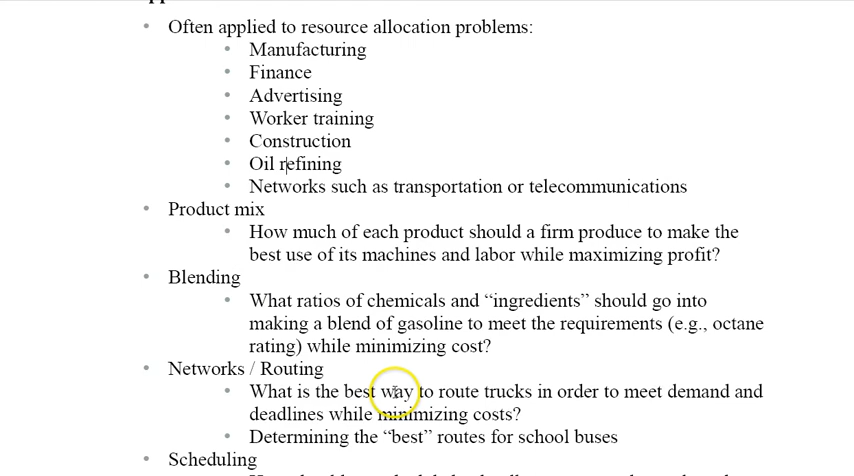 Often applied to resource allocation problems:
Manufacturing
Finance
Advertising
Worker training
Construction
Oil refining
Networks such as transportation or telecommunications
Product mix
How much of each product should a firm produce to make the
best use of its machines and labor while maximizing profit?
Blending
What ratios of chemicals and “ingredients” should go into
making a blend of gasoline to meet the requirements (e.g., octane
rating) while minimizing cost?
Networks / Routing
What is the best way to route trucks in order to meet demand and
deadlines while minimizing costs?
Determining the “best” routes for school buses
Scheduling